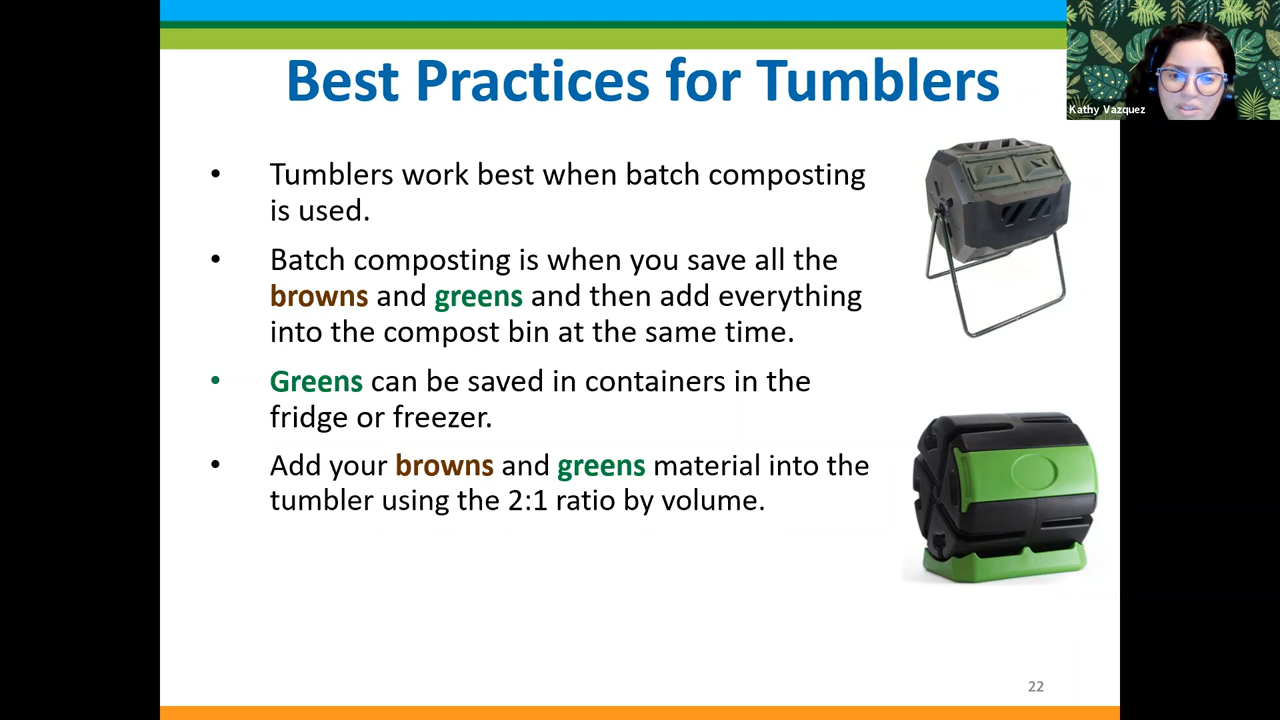 Best Practices for Tumblers
Kathy Vazquez
• Tumblers work best when batch composting
is used.
• Batch composting is when you save all the
browns and greens and then add everything
into the compost bin at the same time.
• Greens can be saved in containers in the
fridge or freezer.
• Add your browns and greens material into the
tumbler using the 2:1 ratio by volume.
22